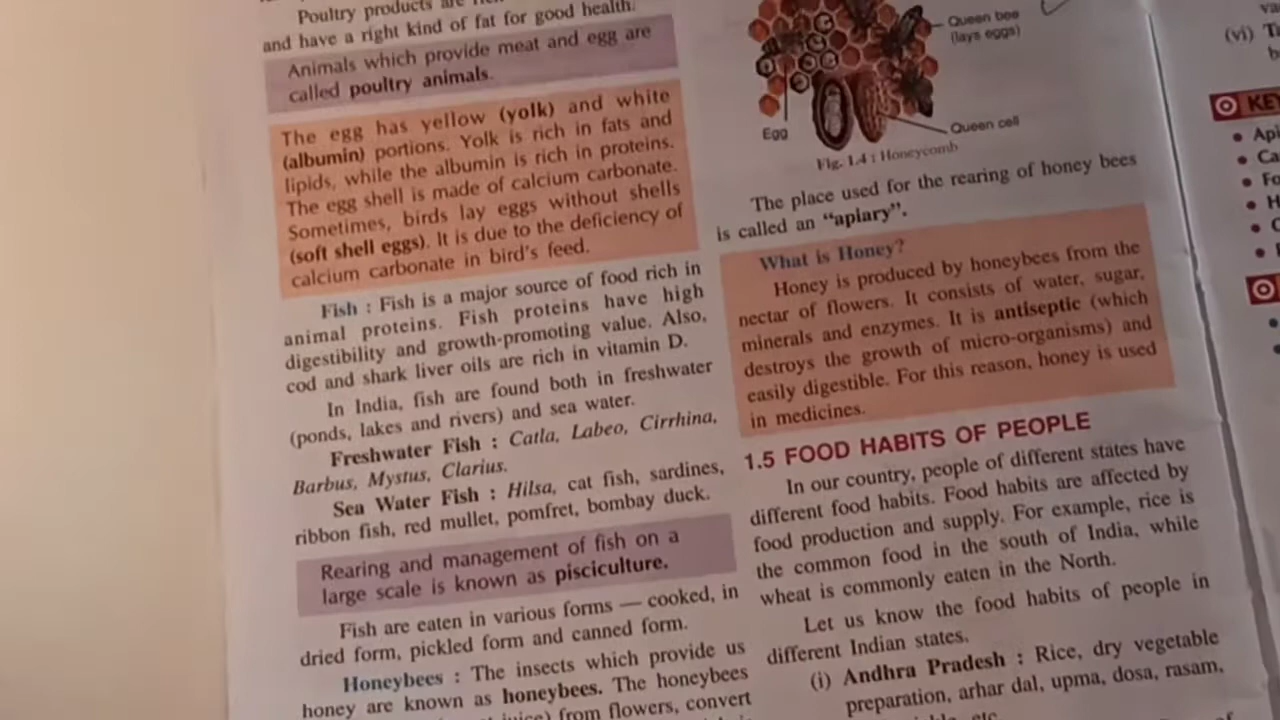 Poultry products are
and have a right kind of fat for good health.
Animals which provide meat and egg are
called poultry animals.
The egg has yellow (yolk) and white
(albumin) portions. Yolk is rich in fats and
lipids, while the albumin is rich in proteins.
The egg shell is made of calcium carbonate.
Sometimes, birds lay eggs without shells
(soft shell eggs). It is due to the deficiency of
calcium carbonate in bird's feed.
Fish : Fish is a major source of food rich in
animal proteins. Fish proteins have high
digestibility and growth-promoting value. Also,
cod and shark liver oils are rich in vitamin D.
In India, fish are found both in freshwater
(ponds, lakes and rivers) and sea water.
Freshwater Fish : Catla, Labeo, Cirrhina,
Barbus, Mystus, Clarius.
Sea Water Fish : Hilsa, cat fish, sardines,
ribbon fish, red mullet, pomfret, bombay duck.
Rearing and management of fish on a
large scale is known as pisciculture.
Fish are eaten in various forms — cooked, in
dried form, pickled form and canned form.
Honeybees : The insects which provide us
honey are known as honeybees. The honeybees
from flowers, convert
Queen bee
(lays eggs)
Egg
Queen cell
Fig. 1.4 : Honeycomb
The place used for the rearing of honey bees
is called an "apiary".
What is Honey?
Honey is produced by honeybees from the
nectar of flowers. It consists of water, sugar,
minerals and enzymes. It is antiseptic (which
destroys the growth of micro-organisms) and
easily digestible. For this reason, honey is used
in medicines.
1.5 FOOD HABITS OF PEOPLE
In our country, people of different states have
different food habits. Food habits are affected by
food production and supply. For example, rice is
the common food in the south of India, while
wheat is commonly eaten in the North.
Let us know the food habits of people in
different Indian states.
(i) Andhra Pradesh : Rice, dry vegetable
preparation, arhar dal, upma, dosa, rasam,
etc.
(vi)
KEY